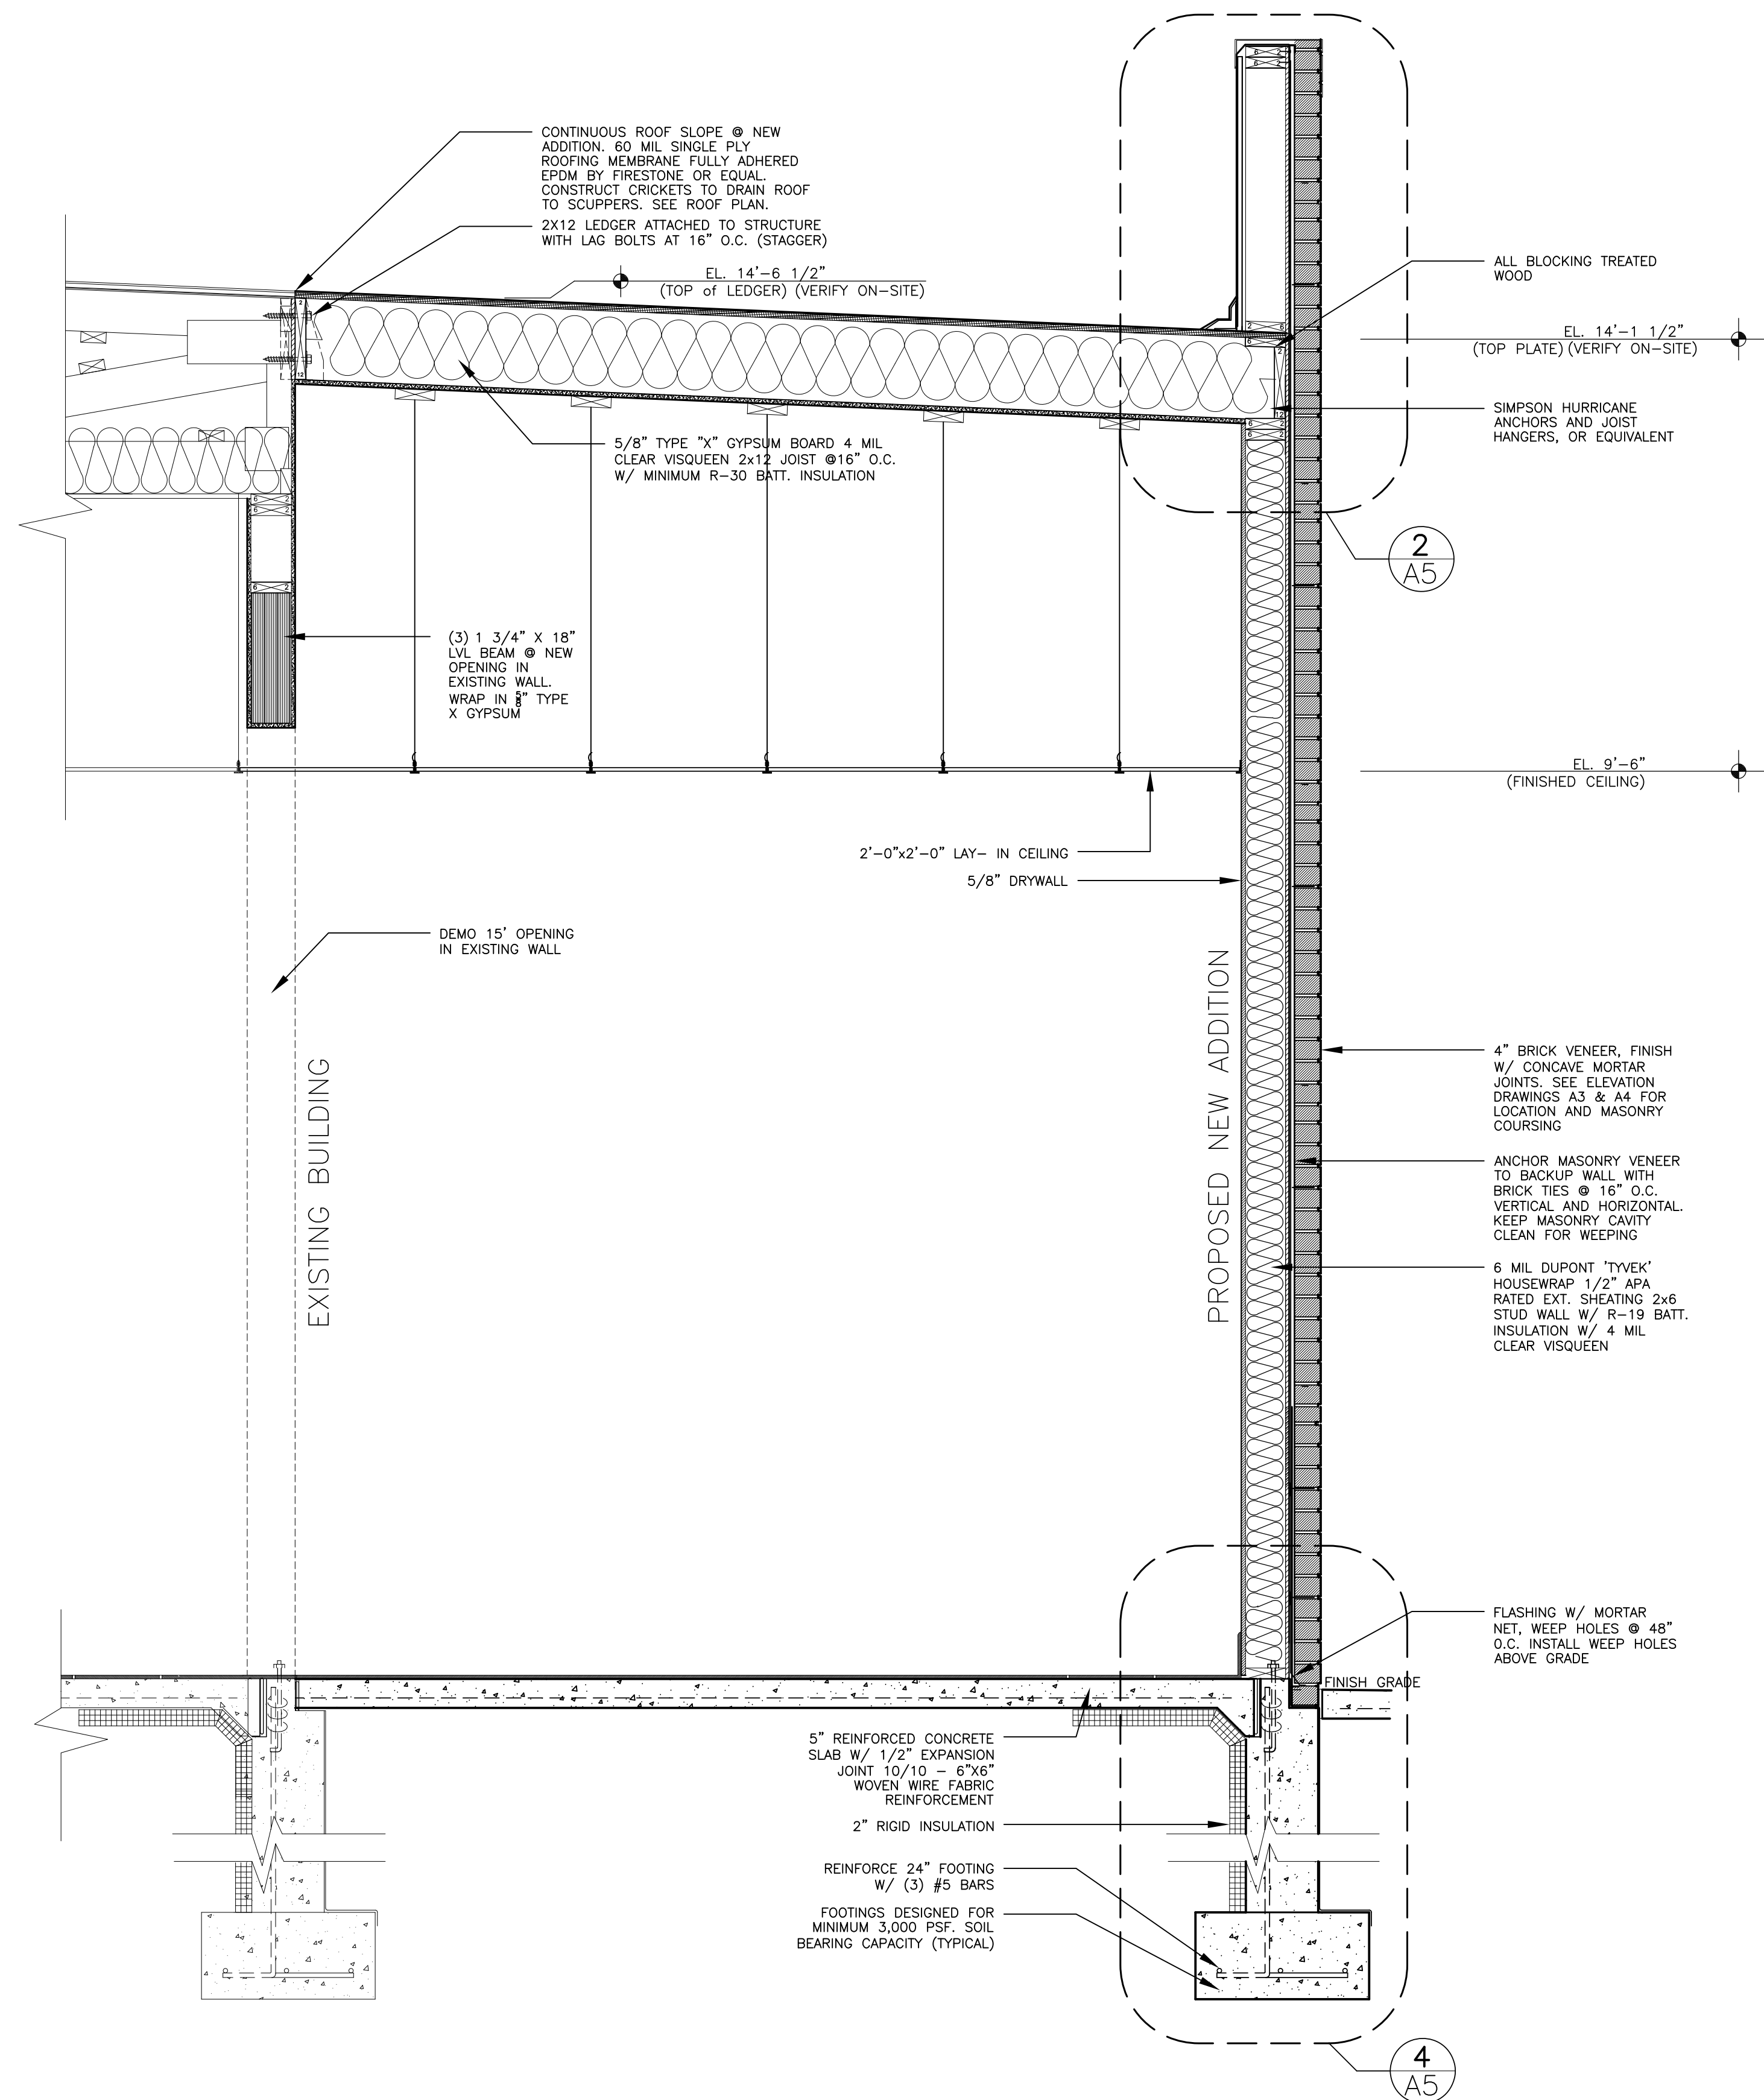 CONTINUOUS ROOF SLOPE @ NEW
ADDITION. 60 MIL SINGLE PLY
ROOFING MEMBRANE FULLY ADHERED
EPDM BY FIRESTONE OR EQUAL.
CONSTRUCT CRICKETS TO DRAIN ROOF
TO SCUPPERS. SEE ROOF PLAN.
2X12 LEDGER ATTACHED TO STRUCTURE
WITH LAG BOLTS AT 16" O.C. (STAGGER)
EL. 14'-6 1/2"
(TOP of LEDGER) (VERIFY ON-SITE)
ALL BLOCKING TREATED
WOOD
EL. 14'-1 1/2"
(TOP PLATE) (VERIFY ON-SITE)
SIMPSON HURRICANE
ANCHORS AND JOIST
HANGERS, OR EQUIVALENT
5/8" TYPE "X" GYPSUM BOARD 4 MIL
CLEAR VISQUEEN 2x12 JOIST @16" O.C.
W/ MINIMUM R-30 BATT. INSULATION
2
A5
(3) 1 3/4" X 18"
LVL BEAM @ NEW
OPENING IN
EXISTING WALL.
WRAP IN 5/8" TYPE
X GYPSUM
EL. 9'-6"
(FINISHED CEILING)
2'-0"x2'-0" LAY- IN CEILING
5/8" DRYWALL
DEMO 15' OPENING
IN EXISTING WALL
EXISTING BUILDING
PROPOSED NEW ADDITION
4" BRICK VENEER, FINISH
W/ CONCAVE MORTAR
JOINTS. SEE ELEVATION
DRAWINGS A3 & A4 FOR
LOCATION AND MASONRY
COURSING
ANCHOR MASONRY VENEER
TO BACKUP WALL WITH
BRICK TIES @ 16" O.C.
VERTICAL AND HORIZONTAL.
KEEP MASONRY CAVITY
CLEAN FOR WEEPING
6 MIL DUPONT 'TYVEK'
HOUSEWRAP 1/2" APA
RATED EXT. SHEATING 2x6
STUD WALL W/ R-19 BATT.
INSULATION W/ 4 MIL
CLEAR VISQUEEN
FLASHING W/ MORTAR
NET, WEEP HOLES @ 48"
O.C. INSTALL WEEP HOLES
ABOVE GRADE
FINISH GRADE
5" REINFORCED CONCRETE
SLAB W/ 1/2" EXPANSION
JOINT 10/10 - 6"X6"
WOVEN WIRE FABRIC
REINFORCEMENT
2" RIGID INSULATION
REINFORCE 24" FOOTING
W/ (3) #5 BARS
FOOTINGS DESIGNED FOR
MINIMUM 3,000 PSF. SOIL
BEARING CAPACITY (TYPICAL)
4
A5